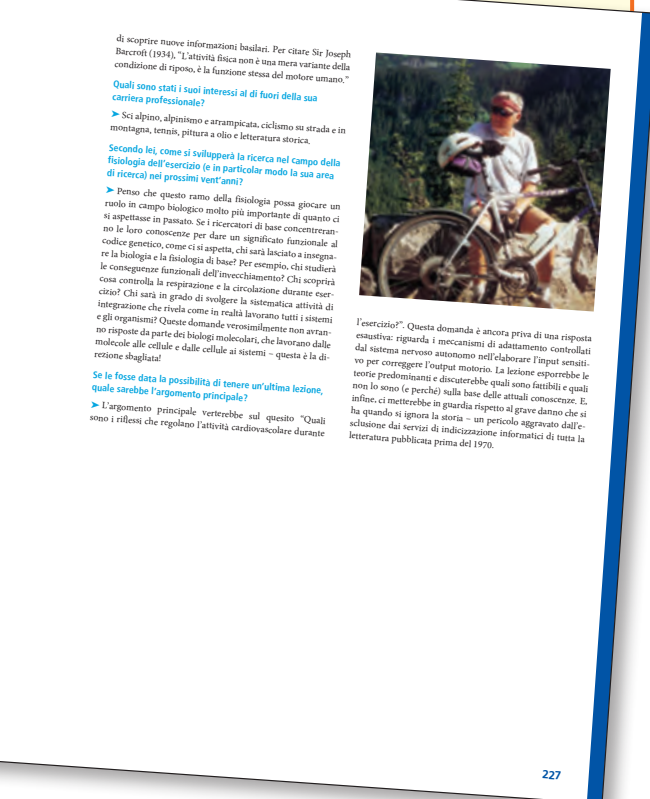 di scoprire nuove informazioni basilari. Per citare Sir Joseph
Barcroft (1934), “L’attività fisica non è una mera variante della
condizione di riposo, è la funzione stessa del motore umano.”
Quali sono stati i suoi interessi al di fuori della sua
carriera professionale?
➤ Sci alpino, alpinismo e arrampicata, ciclismo su strada e in
montagna, tennis, pittura a olio e letteratura storica.
Secondo lei, come si svilupperà la ricerca nel campo della
fisiologia dell’esercizio (e in particolar modo la sua area
di ricerca) nei prossimi vent’anni?
➤ Penso che questo ramo della fisiologia possa giocare un
ruolo in campo biologico molto più importante di quanto ci
si aspettasse in passato. Se i ricercatori di base concentreran-
no le loro conoscenze per dare un significato funzionale al
codice genetico, come ci si aspetta, chi sarà lasciato a insegna-
re la biologia e la fisiologia di base? Per esempio, chi studierà
le conseguenze funzionali dell’invecchiamento? Chi scoprirà
cosa controlla la respirazione e la circolazione durante eser-
cizio? Chi sarà in grado di svolgere la sistematica attività di
integrazione che rivela come in realtà lavorano tutti i sistemi
e gli organismi? Queste domande verosimilmente non avran-
no risposte da parte dei biologi molecolari, che lavorano dalle
molecole alle cellule e dalle cellule ai sistemi – questa è la di-
rezione sbagliata!
Se le fosse data la possibilità di tenere un’ultima lezione,
quale sarebbe l’argomento principale?
➤ L’argomento principale verterebbe sul quesito “Quali
sono i riflessi che regolano l’attività cardiovascolare durante
l’esercizio?”. Questa domanda è ancora priva di una risposta
esaustiva: riguarda i meccanismi di adattamento controllati
dal sistema nervoso autonomo nell’elaborare l’input sensiti-
vo per correggere l’output motorio. La lezione esporrebbe le
teorie predominanti e discuterebbe quali sono fattibili e quali
non lo sono (e perché) sulla base delle attuali conoscenze. E,
infine, ci metterebbe in guardia rispetto al grave danno che si
ha quando si ignora la storia – un pericolo aggravato dall’e-
sclusione dai servizi di indicizzazione informatici di tutta la
letteratura pubblicata prima del 1970.
227